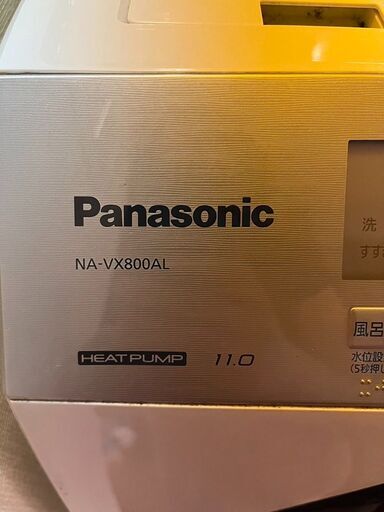 Panasonic
NA-VX800AL
HEAT PUMP 11.0
洗
すす
風呂
水位設
(5秒押し